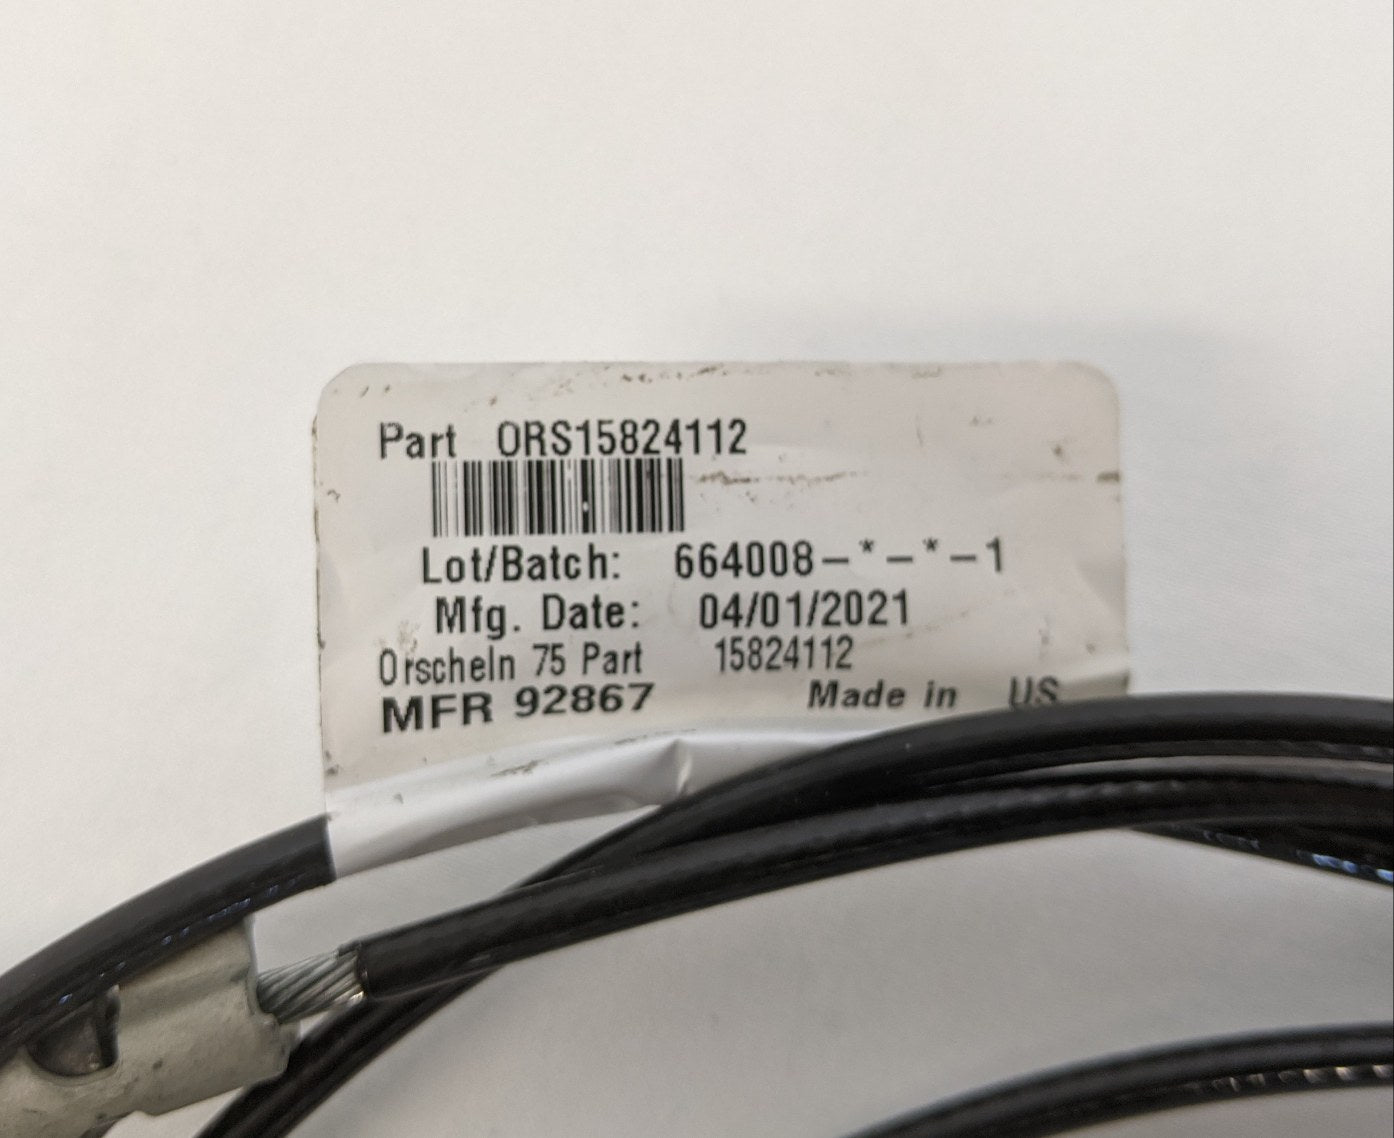 Part ORS15824112
Lot/Batch: 664008-*-*-1
Mfg. Date: 04/01/2021
Orscheln 75 Part 15824112
MFR 92867 Made in US